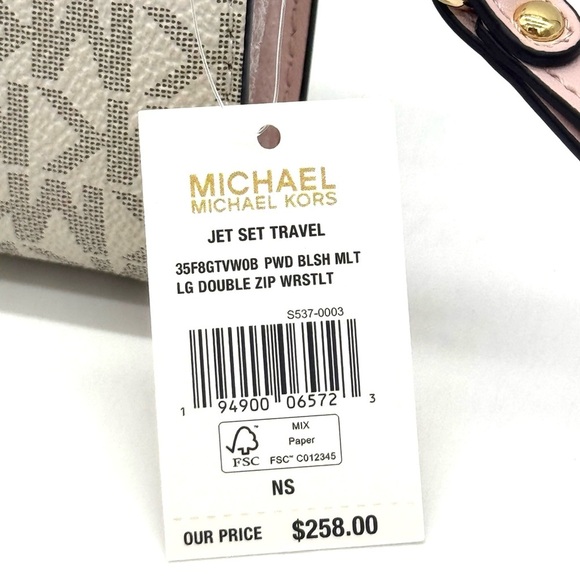 MICHAEL
MICHAEL KORS
JET SET TRAVEL
35F8GTVW0B PWD BLSH MLT
LG DOUBLE ZIP WRSTLT
S537-0003
1 94900 06572 3
FSC™
MIX
Paper
FSC™ C012345
NS
OUR PRICE $258.00